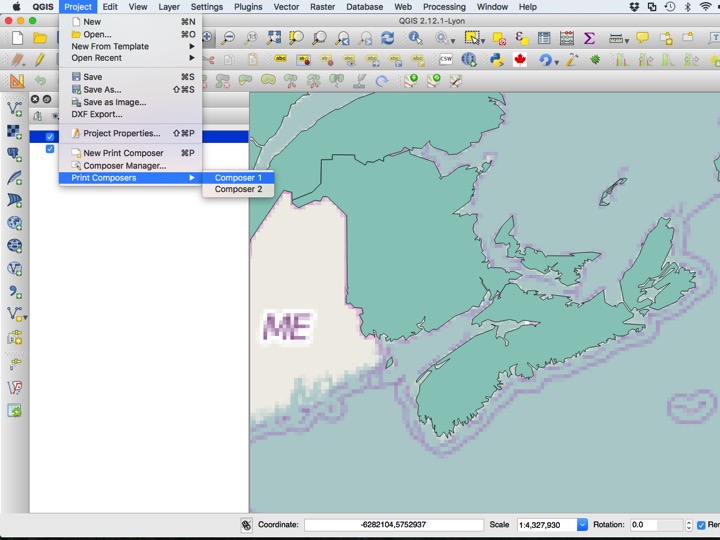 QGIS Project Edit View Layer Settings Plugins Vector Raster Database Web Processing Window Help
QGIS 2.12.1-Lyon
New ⌘N
Open... ⌘O
New From Template
Open Recent
Save ⌘S
Save As... ⇧⌘S
Save as Image...
DXF Export...
Project Properties... ⇧⌘P
New Print Composer ⌘P
Composer Manager...
Print Composers
Composer 1
Composer 2
CSW
ME
Coordinate: -6282104,5752937 Scale 1:4,327,930 Rotation: 0.0